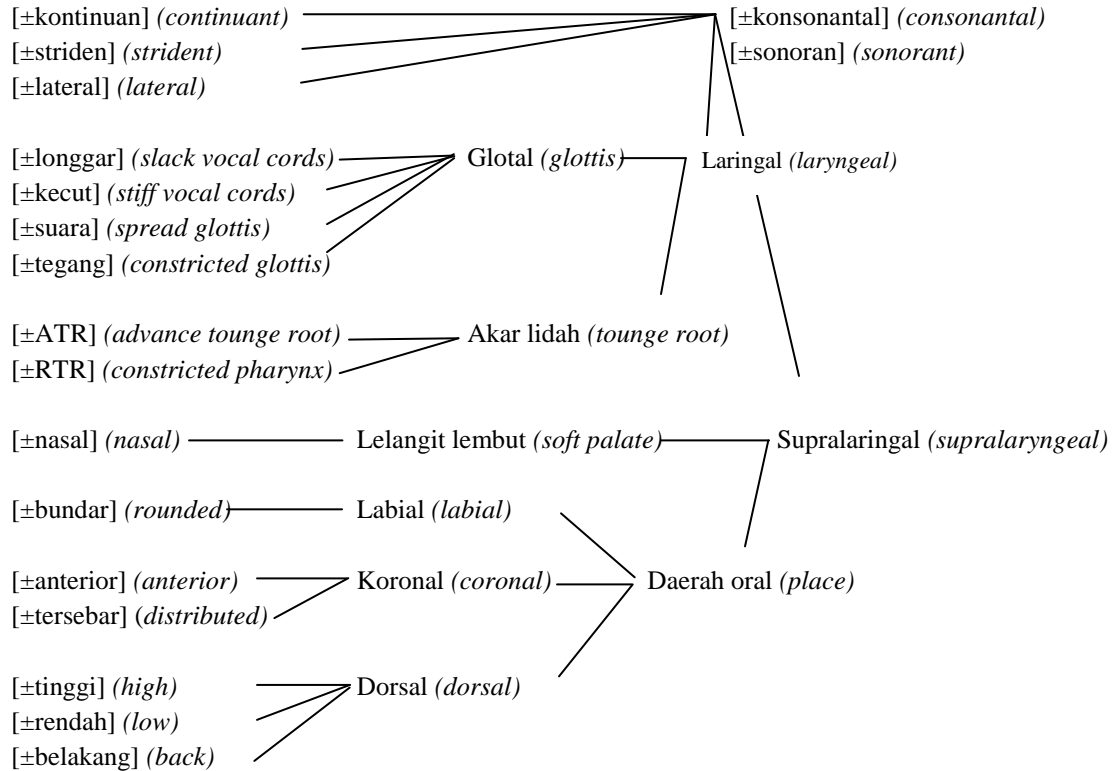 [±kontinuan] (continuant) [±konsonantal] (consonantal)
[±striden] (strident) [±sonoran] (sonorant)
[±lateral] (lateral)
[±longgar] (slack vocal cords) Glotal (glottis) Laringal (laryngeal)
[±kecut] (stiff vocal cords)
[±suara] (spread glottis)
[±tegang] (constricted glottis)
[±ATR] (advance tounge root) Akar lidah (tounge root)
[±RTR] (constricted pharynx)
[±nasal] (nasal) Lelangit lembut (soft palate) Supralaringal (supralaryngeal)
[±bundar] (rounded) Labial (labial)
[±anterior] (anterior) Koronal (coronal) Daerah oral (place)
[±tersebar] (distributed)
[±tinggi] (high) Dorsal (dorsal)
[±rendah] (low)
[±belakang] (back)